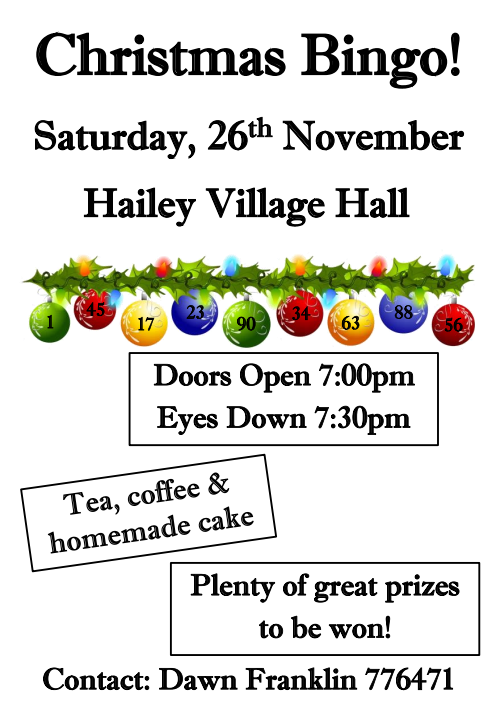 Christmas Bingo!
Saturday, 26th November
Hailey Village Hall
1 45 17 23 90 34 63 88 56
Doors Open 7:00pm
Eyes Down 7:30pm
Tea, coffee &
homemade cake
Plenty of great prizes
to be won!
Contact: Dawn Franklin 776471